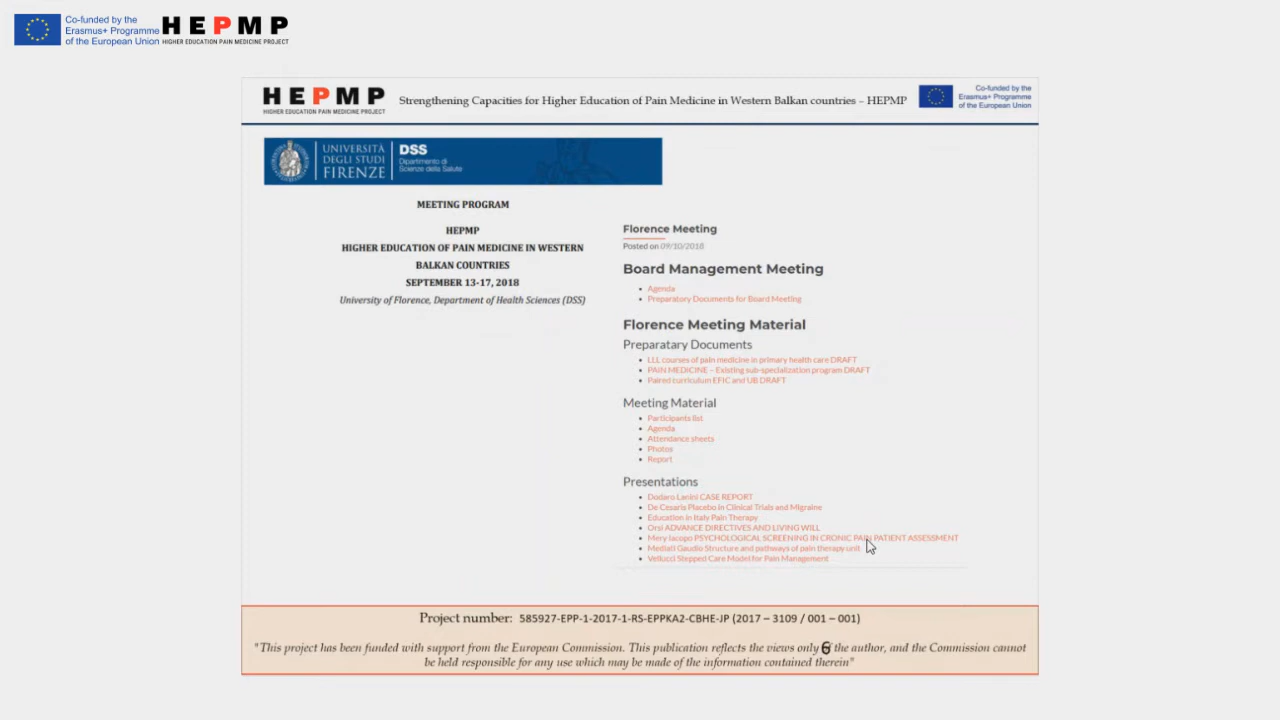 Co-funded by the
Erasmus+ Programme
of the European Union
HEPMP
HIGHER EDUCATION PAIN MEDICINE PROJECT
HEPMP
HIGHER EDUCATION PAIN MEDICINE PROJECT
Strengthening Capacities for Higher Education of Pain Medicine in Western Balkan countries – HEPMP
Co-funded by the
Erasmus+ Programme
of the European Union
UNIVERSITÀ
DEGLI STUDI
FIRENZE
DSS
Dipartimento di
Scienze della Salute
MEETING PROGRAM
HEPMP
HIGHER EDUCATION OF PAIN MEDICINE IN WESTERN
BALKAN COUNTRIES
SEPTEMBER 13-17, 2018
University of Florence, Department of Health Sciences (DSS)
Florence Meeting
Posted on 09/10/2018
Board Management Meeting
Agenda
Preparatory Documents for Board Meeting
Florence Meeting Material
Preparatary Documents
LLL courses of pain medicine in primary health care DRAFT
PAIN MEDICINE – Existing sub-specialization program DRAFT
Paired curriculum EFIC and UB DRAFT
Meeting Material
Participants list
Agenda
Attendance sheets
Photos
Report
Presentations
Dodaro Lanini CASE REPORT
De Cesaris Placebo in Clinical Trials and Migraine
Education in Italy Pain Therapy
Orsi ADVANCE DIRECTIVES AND LIVING WILL
Mery Iacopo PSYCHOLOGICAL SCREENING IN CRONIC PAIN PATIENT ASSESSMENT
Mediati Gaudio Structure and pathways of pain therapy unit
Vellucci Stepped Care Model for Pain Management
Project number: 585927-EPP-1-2017-1-RS-EPPKA2-CBHE-JP (2017 – 3109 / 001 – 001)
"This project has been funded with support from the European Commission. This publication reflects the views only 6 the author, and the Commission cannot
be held responsible for any use which may be made of the information contained therein"